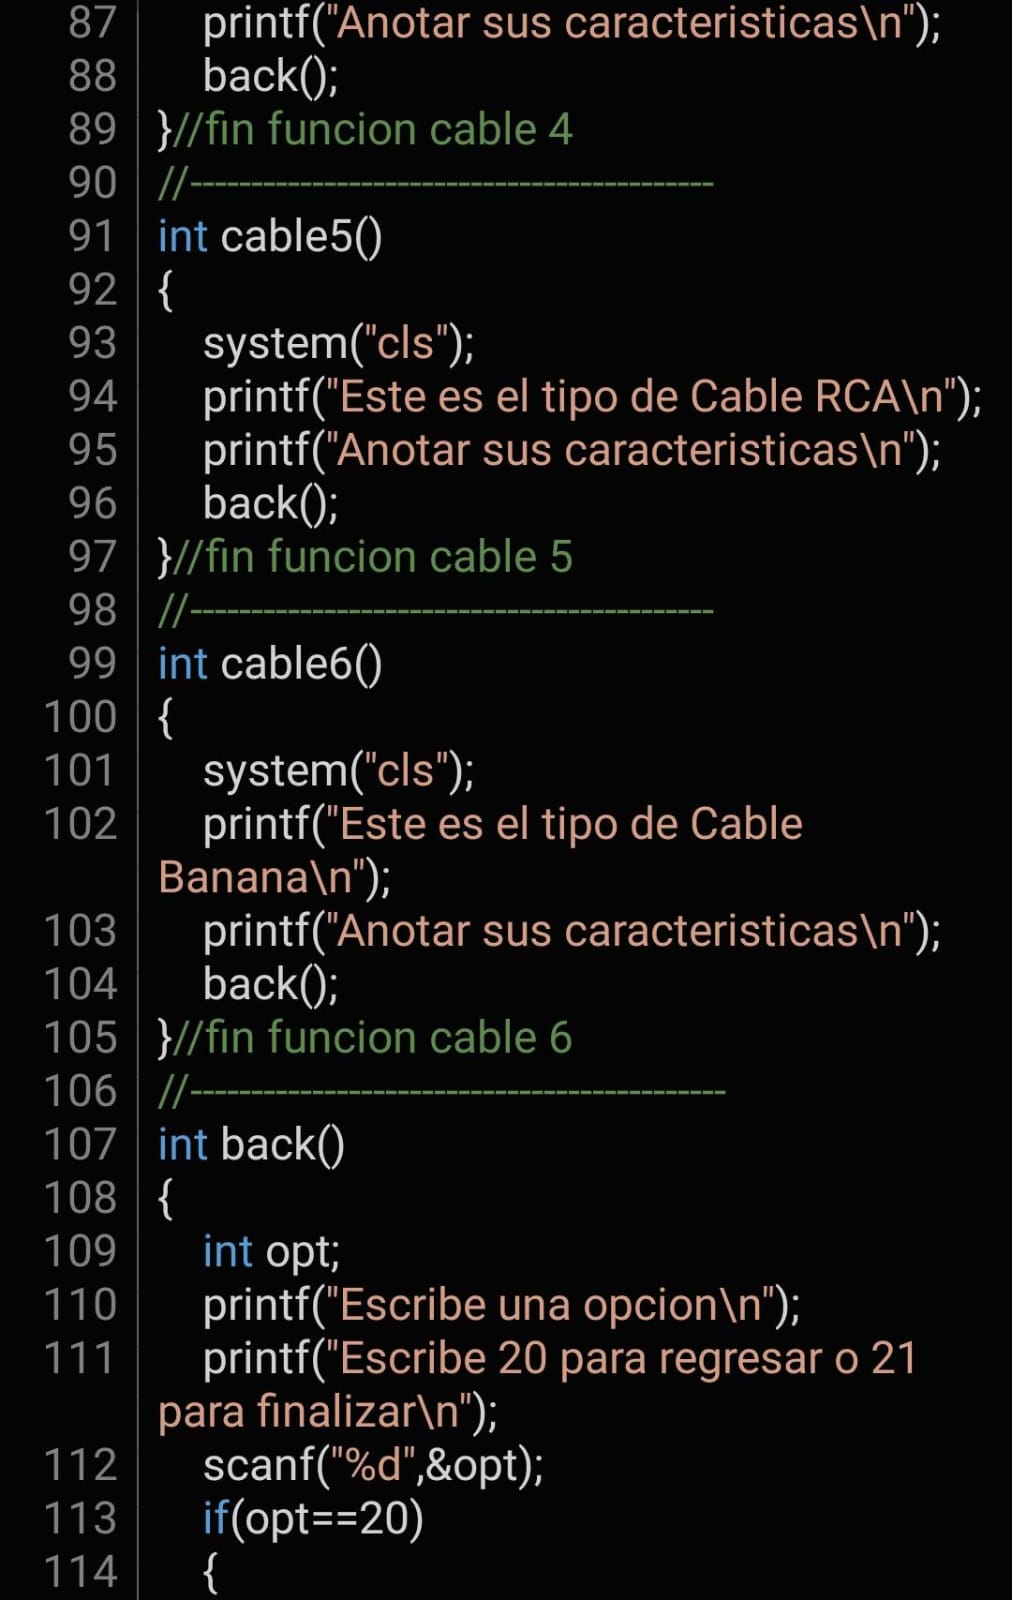 87 printf("Anotar sus caracteristicas\n");
88 back();
89 }//fin funcion cable 4
90 //-------------------------------------------
91 int cable5()
92 {
93 system("cls");
94 printf("Este es el tipo de Cable RCA\n");
95 printf("Anotar sus caracteristicas\n");
96 back();
97 }//fin funcion cable 5
98 //-------------------------------------------
99 int cable6()
100 {
101 system("cls");
102 printf("Este es el tipo de Cable
Banana\n");
103 printf("Anotar sus caracteristicas\n");
104 back();
105 }//fin funcion cable 6
106 //--------------------------------------------
107 int back()
108 {
109 int opt;
110 printf("Escribe una opcion\n");
111 printf("Escribe 20 para regresar o 21
para finalizar\n");
112 scanf("%d",&opt);
113 if(opt==20)
114 {